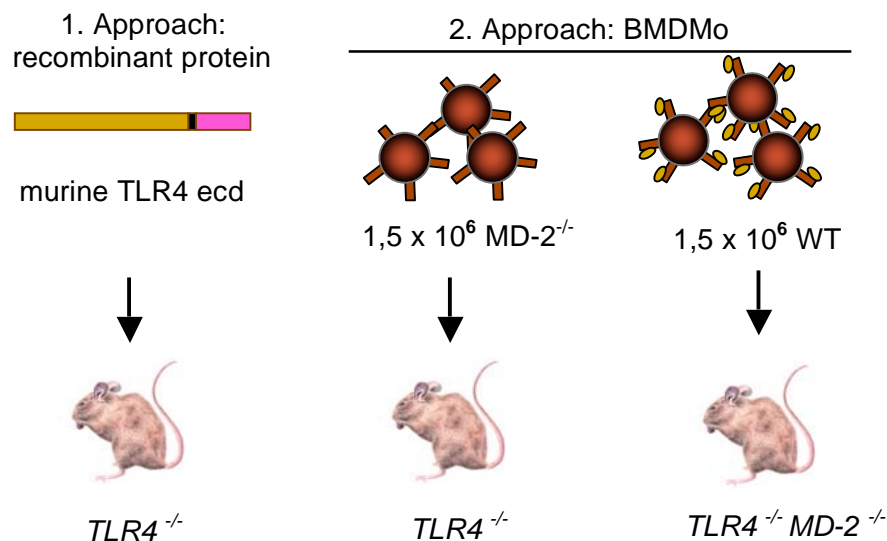 1. Approach:
recombinant protein
murine TLR4 ecd
TLR4 -/-
2. Approach: BMDMo
1,5 x 10⁶ MD-2-/-
1,5 x 10⁶ WT
TLR4 -/-
TLR4 -/- MD-2 -/-